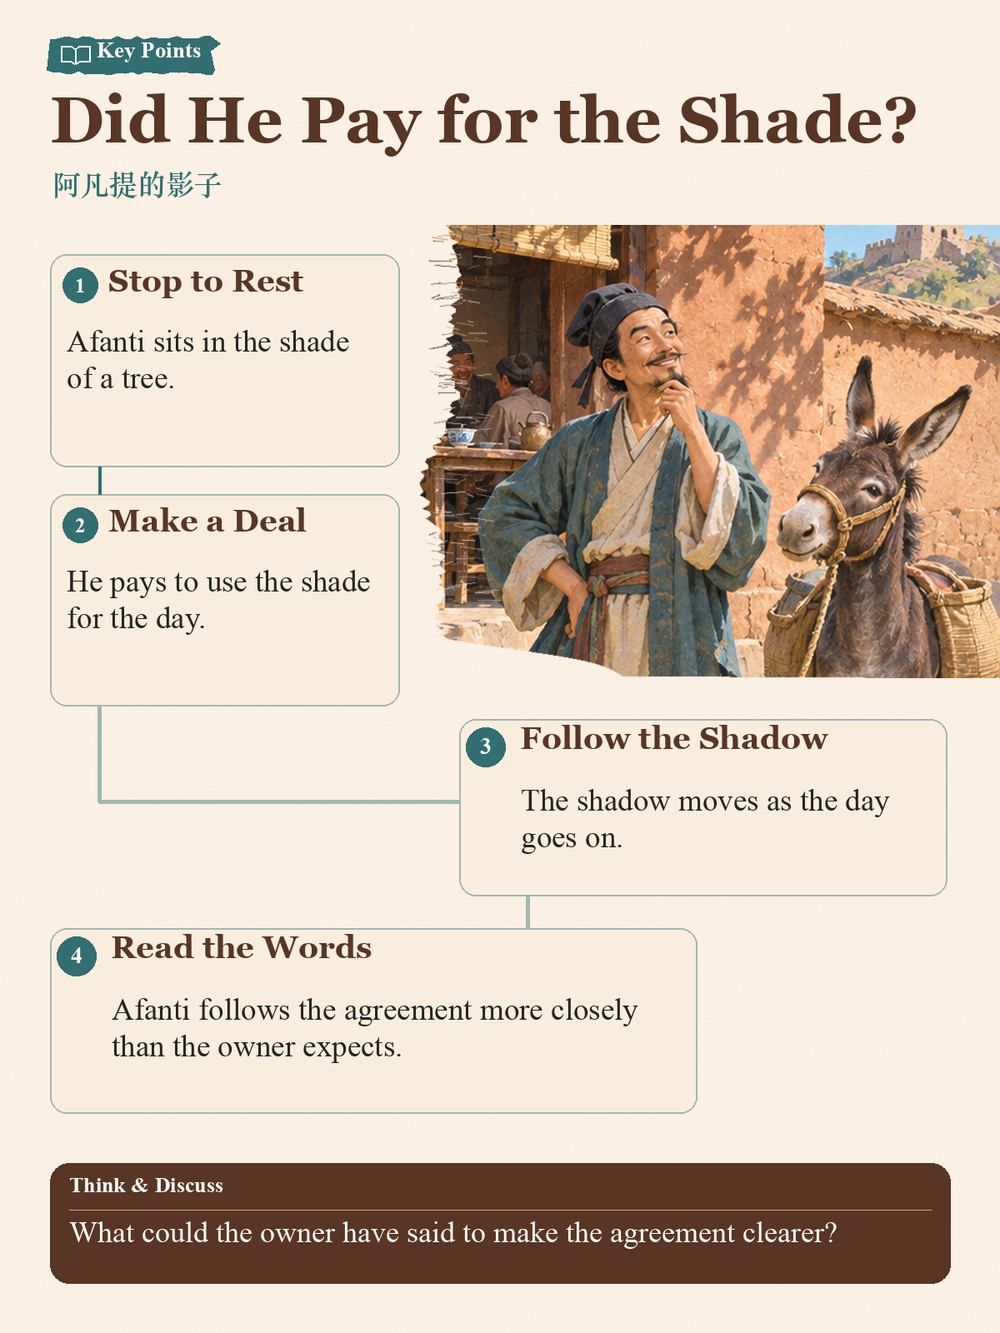 Key Points
Did He Pay for the Shade?
阿凡提的影子
1 Stop to Rest
Afanti sits in the shade
of a tree.
2 Make a Deal
He pays to use the shade
for the day.
3 Follow the Shadow
The shadow moves as the day
goes on.
4 Read the Words
Afanti follows the agreement more closely
than the owner expects.
Think & Discuss
What could the owner have said to make the agreement clearer?